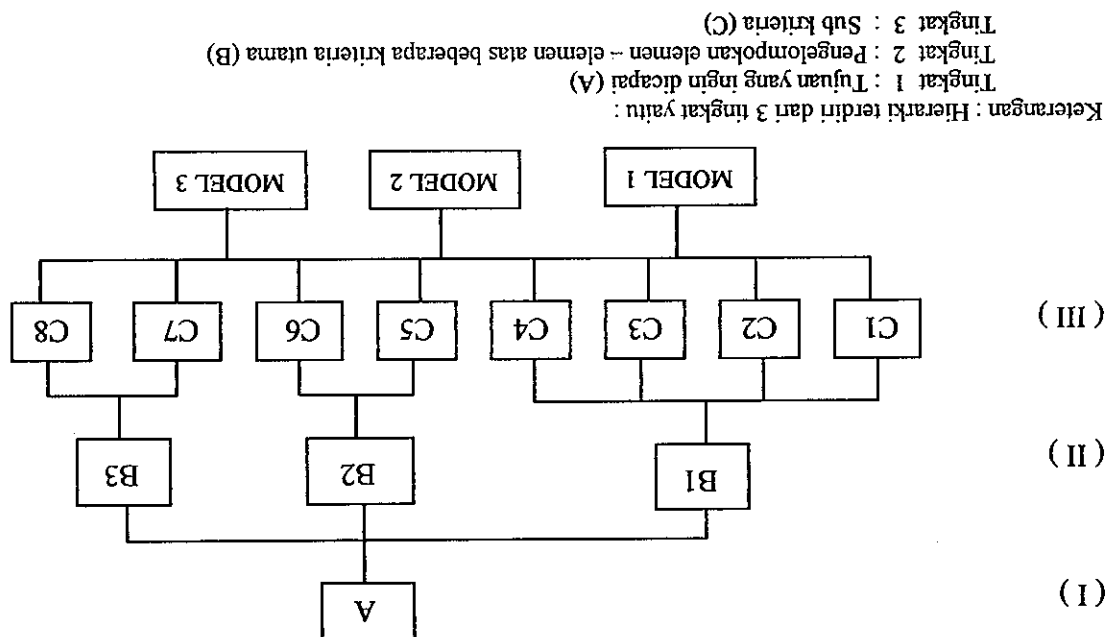 ( I ) A
( II ) B1 B2 B3
( III ) C1 C2 C3 C4 C5 C6 C7 C8
MODEL 1 MODEL 2 MODEL 3
Keterangan : Hierarki terdiri dari 3 tingkat yaitu :
Tingkat 1 : Tujuan yang ingin dicapai (A)
Tingkat 2 : Pengelompokan elemen – elemen atas beberapa kriteria utama (B)
Tingkat 3 : Sub kriteria (C)